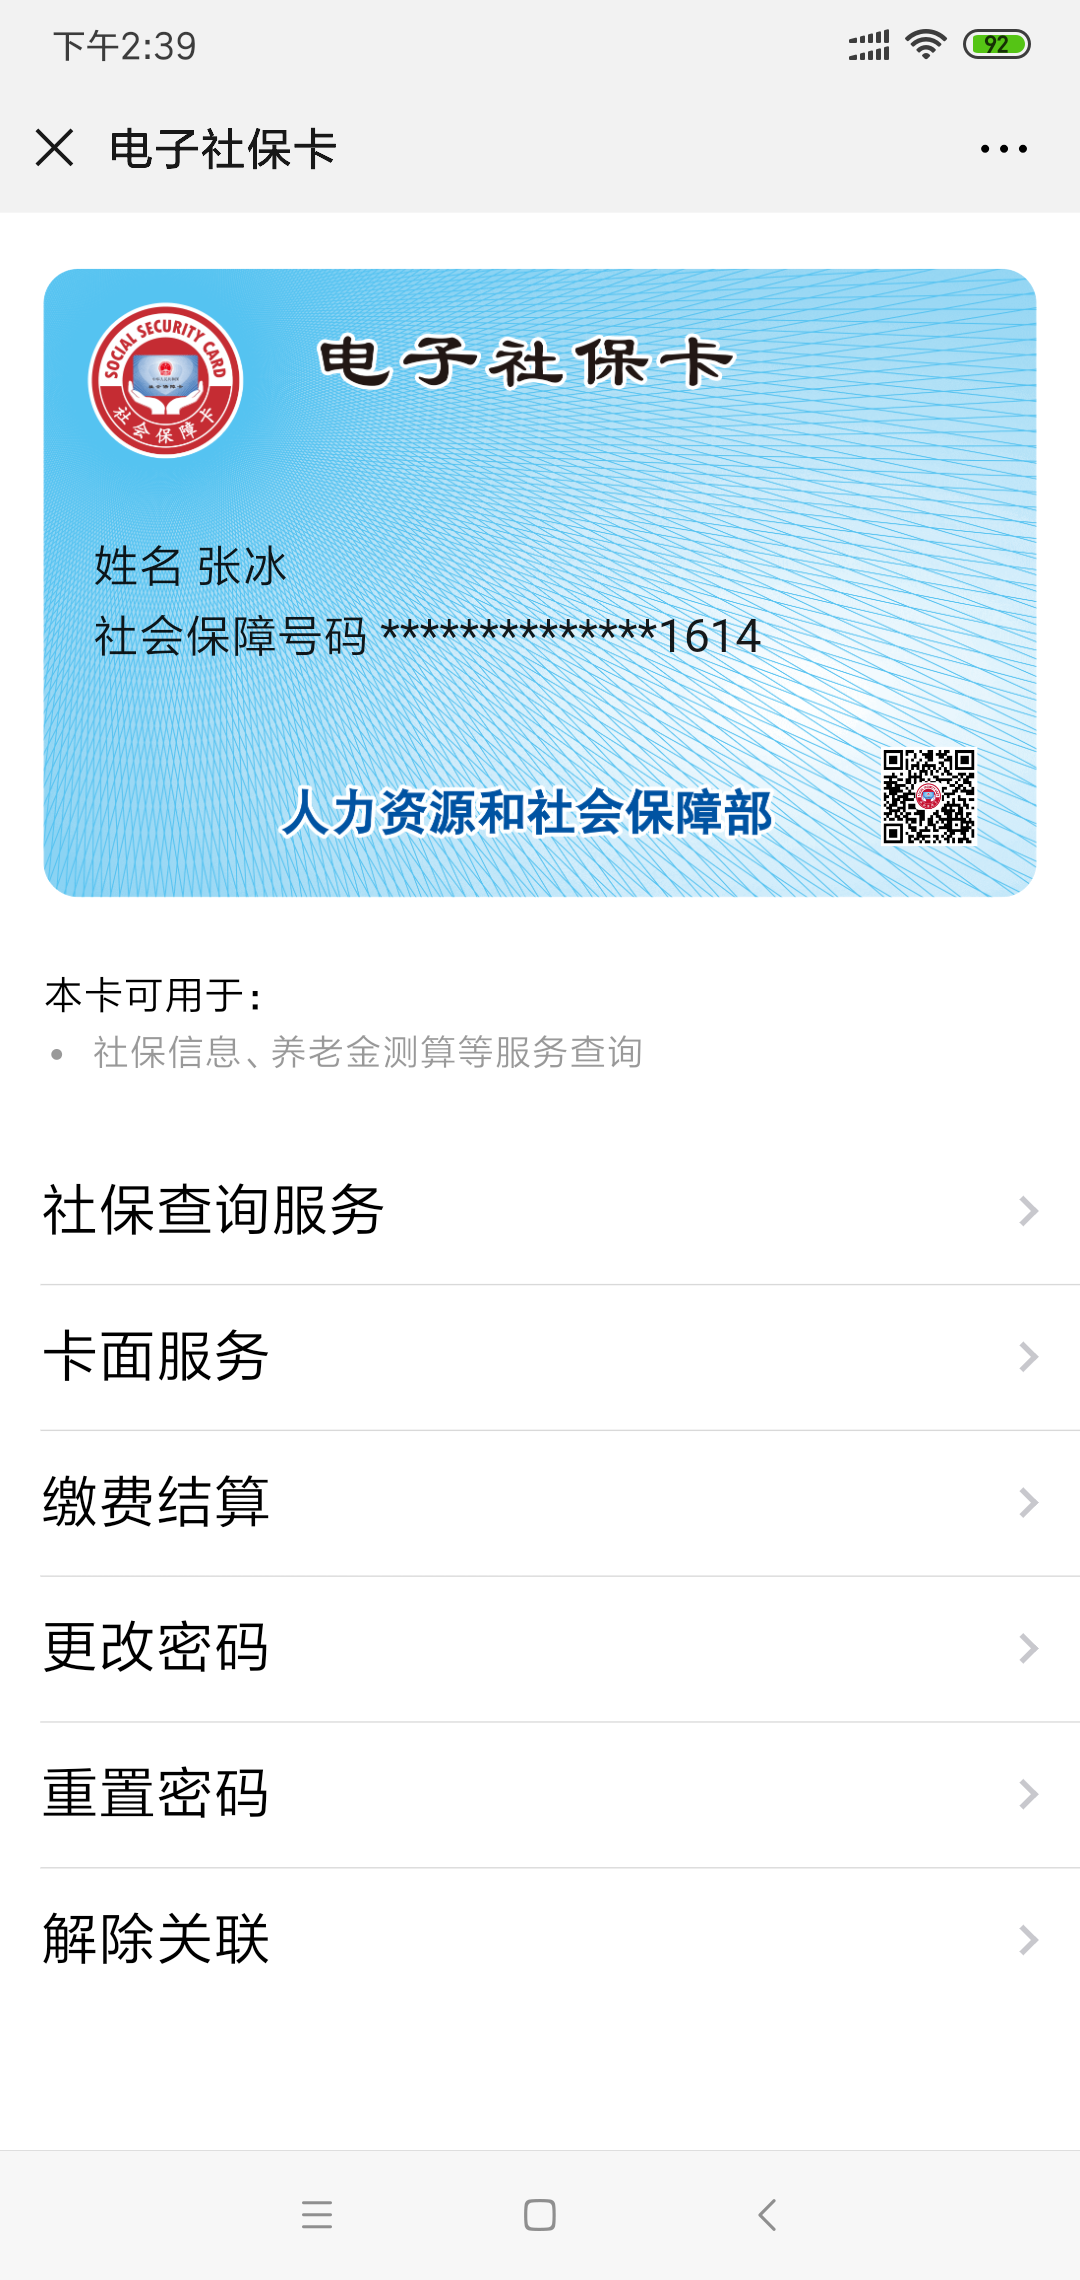 下午2:39
92
电子社保卡
SOCIAL SECURITY CARD
社会保障卡
电子社保卡
姓名 张冰
社会保障号码 **************1614
人力资源和社会保障部
本卡可用于：
• 社保信息、养老金测算等服务查询
社保查询服务
卡面服务
缴费结算
更改密码
重置密码
解除关联